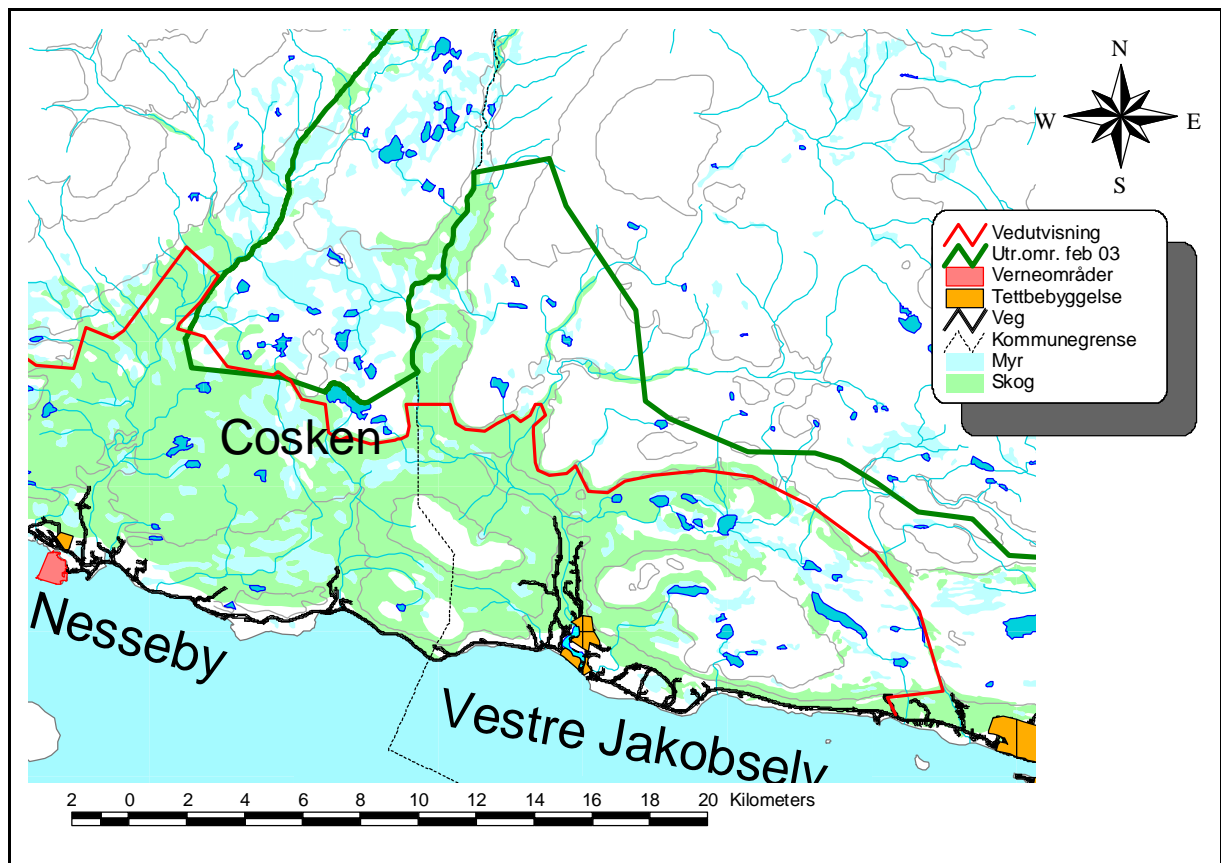 N
W E
S
Vedutvisning
Utr.omr. feb 03
Verneområder
Tettbebyggelse
Veg
Kommunegrense
Myr
Skog
Cosken
Nesseby
Vestre Jakobselv
2 0 2 4 6 8 10 12 14 16 18 20 Kilometers